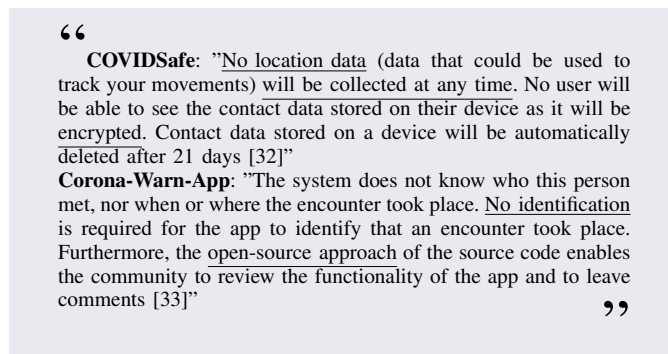 “
COVIDSafe: ”No location data (data that could be used to
track your movements) will be collected at any time. No user will
be able to see the contact data stored on their device as it will be
encrypted. Contact data stored on a device will be automatically
deleted after 21 days [32]”
Corona-Warn-App: ”The system does not know who this person
met, nor when or where the encounter took place. No identification
is required for the app to identify that an encounter took place.
Furthermore, the open-source approach of the source code enables
the community to review the functionality of the app and to leave
comments [33]”
”